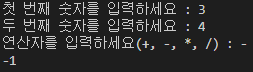 첫 번째 숫자를 입력하세요 : 3
두 번째 숫자를 입력하세요 : 4
연산자를 입력하세요(+, -, *, /) : -
-1